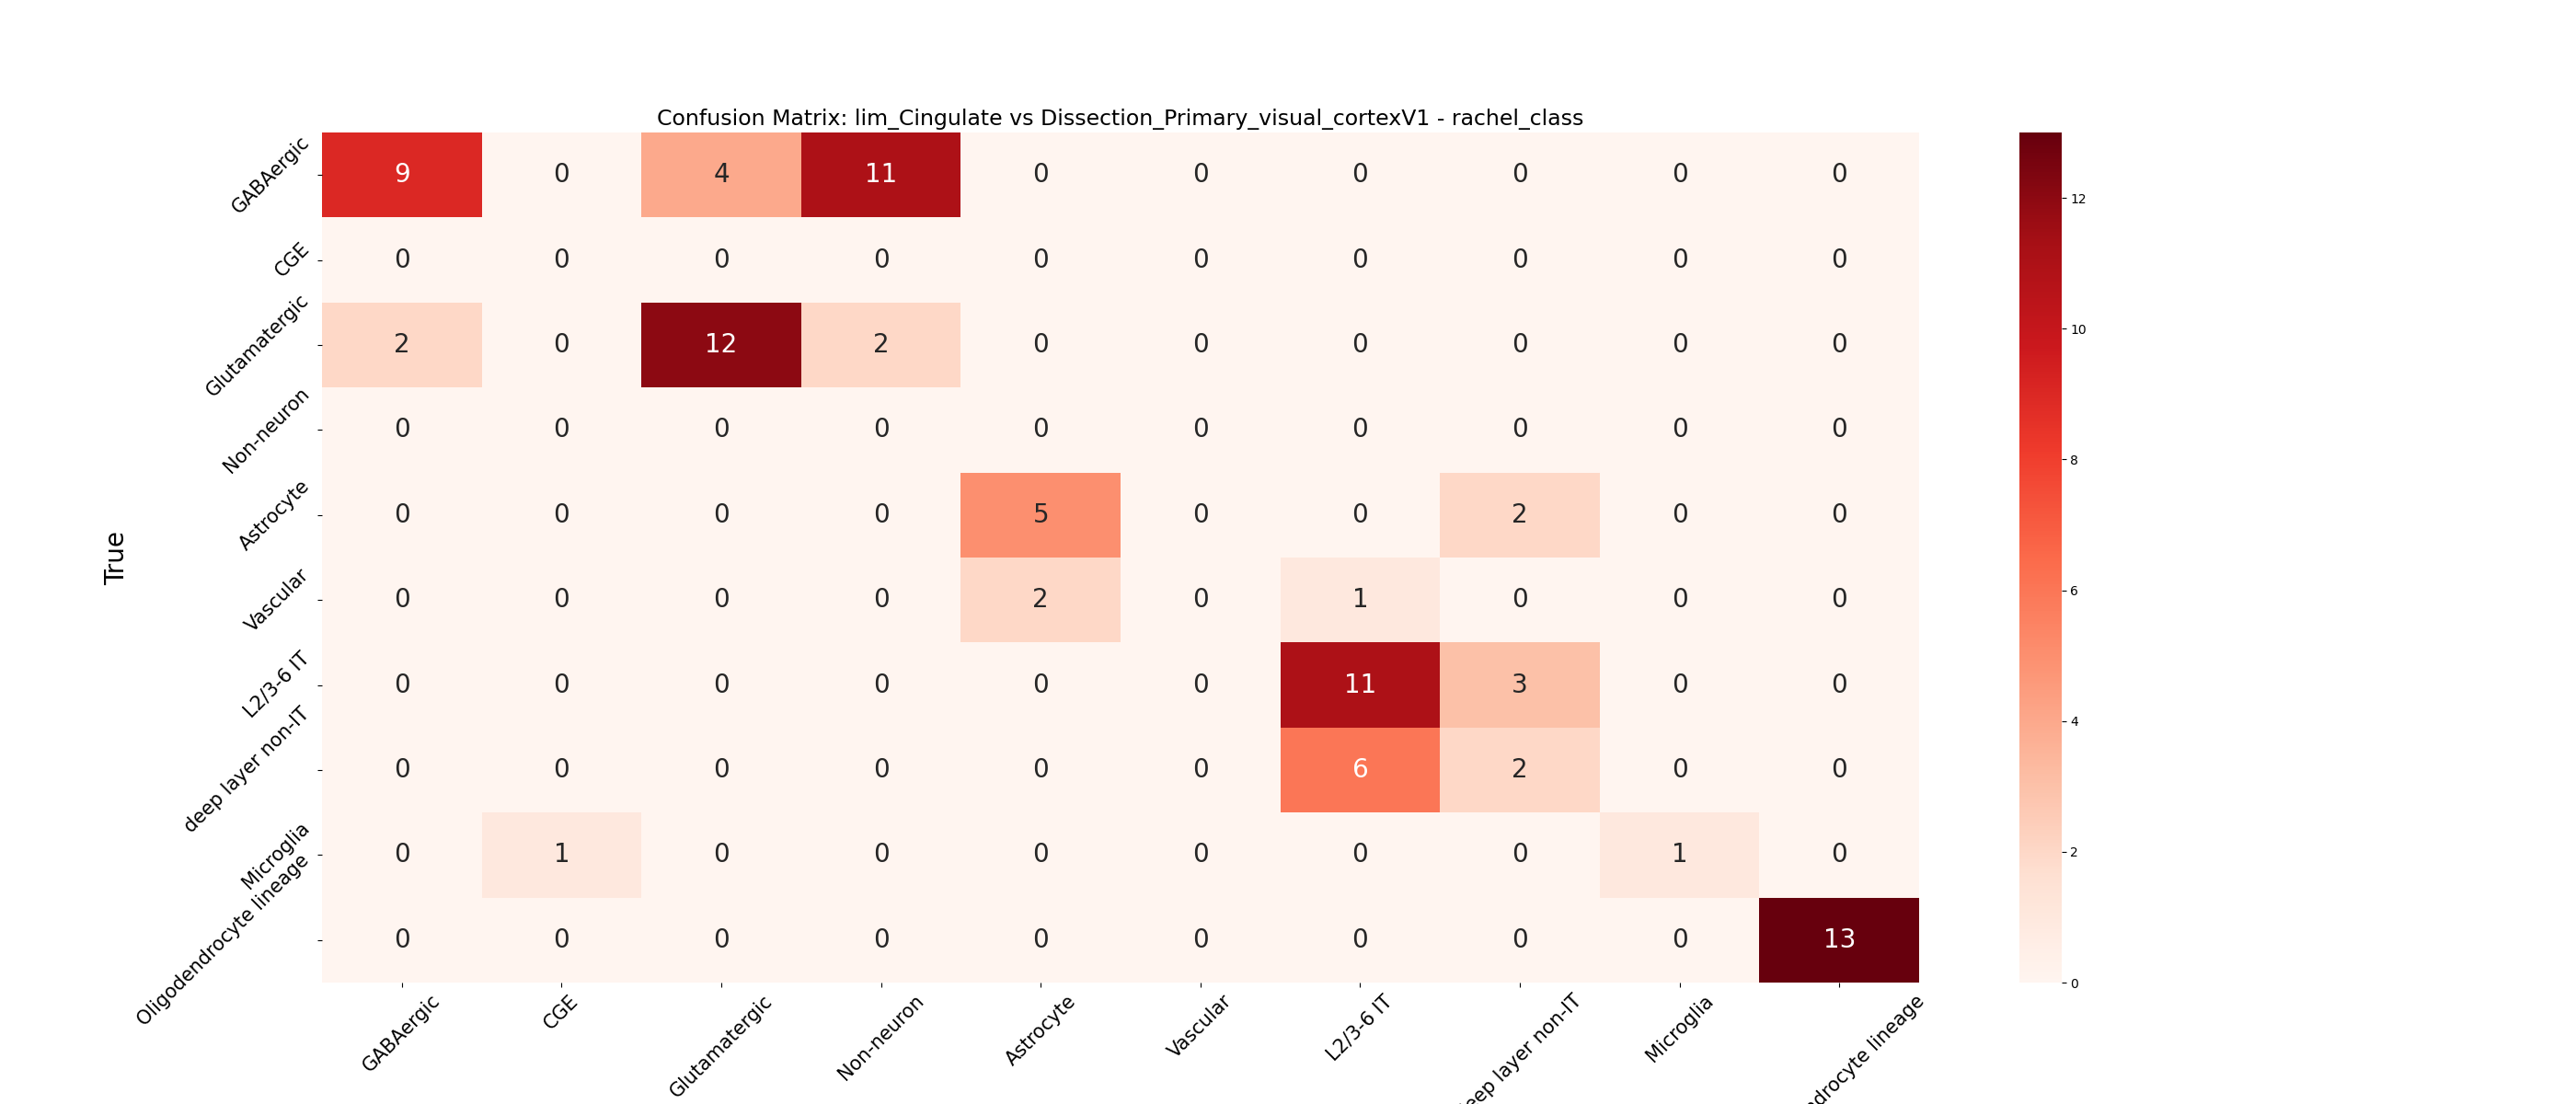 Confusion Matrix: lim_Cingulate vs Dissection_Primary_visual_cortexV1 - rachel_class
True
GABAergic 9 0 4 11 0 0 0 0 0 0
CGE 0 0 0 0 0 0 0 0 0 0
Glutamatergic 2 0 12 2 0 0 0 0 0 0
Non-neuron 0 0 0 0 0 0 0 0 0 0
Astrocyte 0 0 0 0 5 0 0 2 0 0
Vascular 0 0 0 0 2 0 1 0 0 0
L2/3-6 IT 0 0 0 0 0 0 11 3 0 0
deep layer non-IT 0 0 0 0 0 0 6 2 0 0
Microglia 0 1 0 0 0 0 0 0 1 0
Oligodendrocyte lineage 0 0 0 0 0 0 0 0 0 13
GABAergic CGE Glutamatergic Non-neuron Astrocyte Vascular L2/3-6 IT layer non-IT Microglia lineage
12
10
8
6
4
2
0